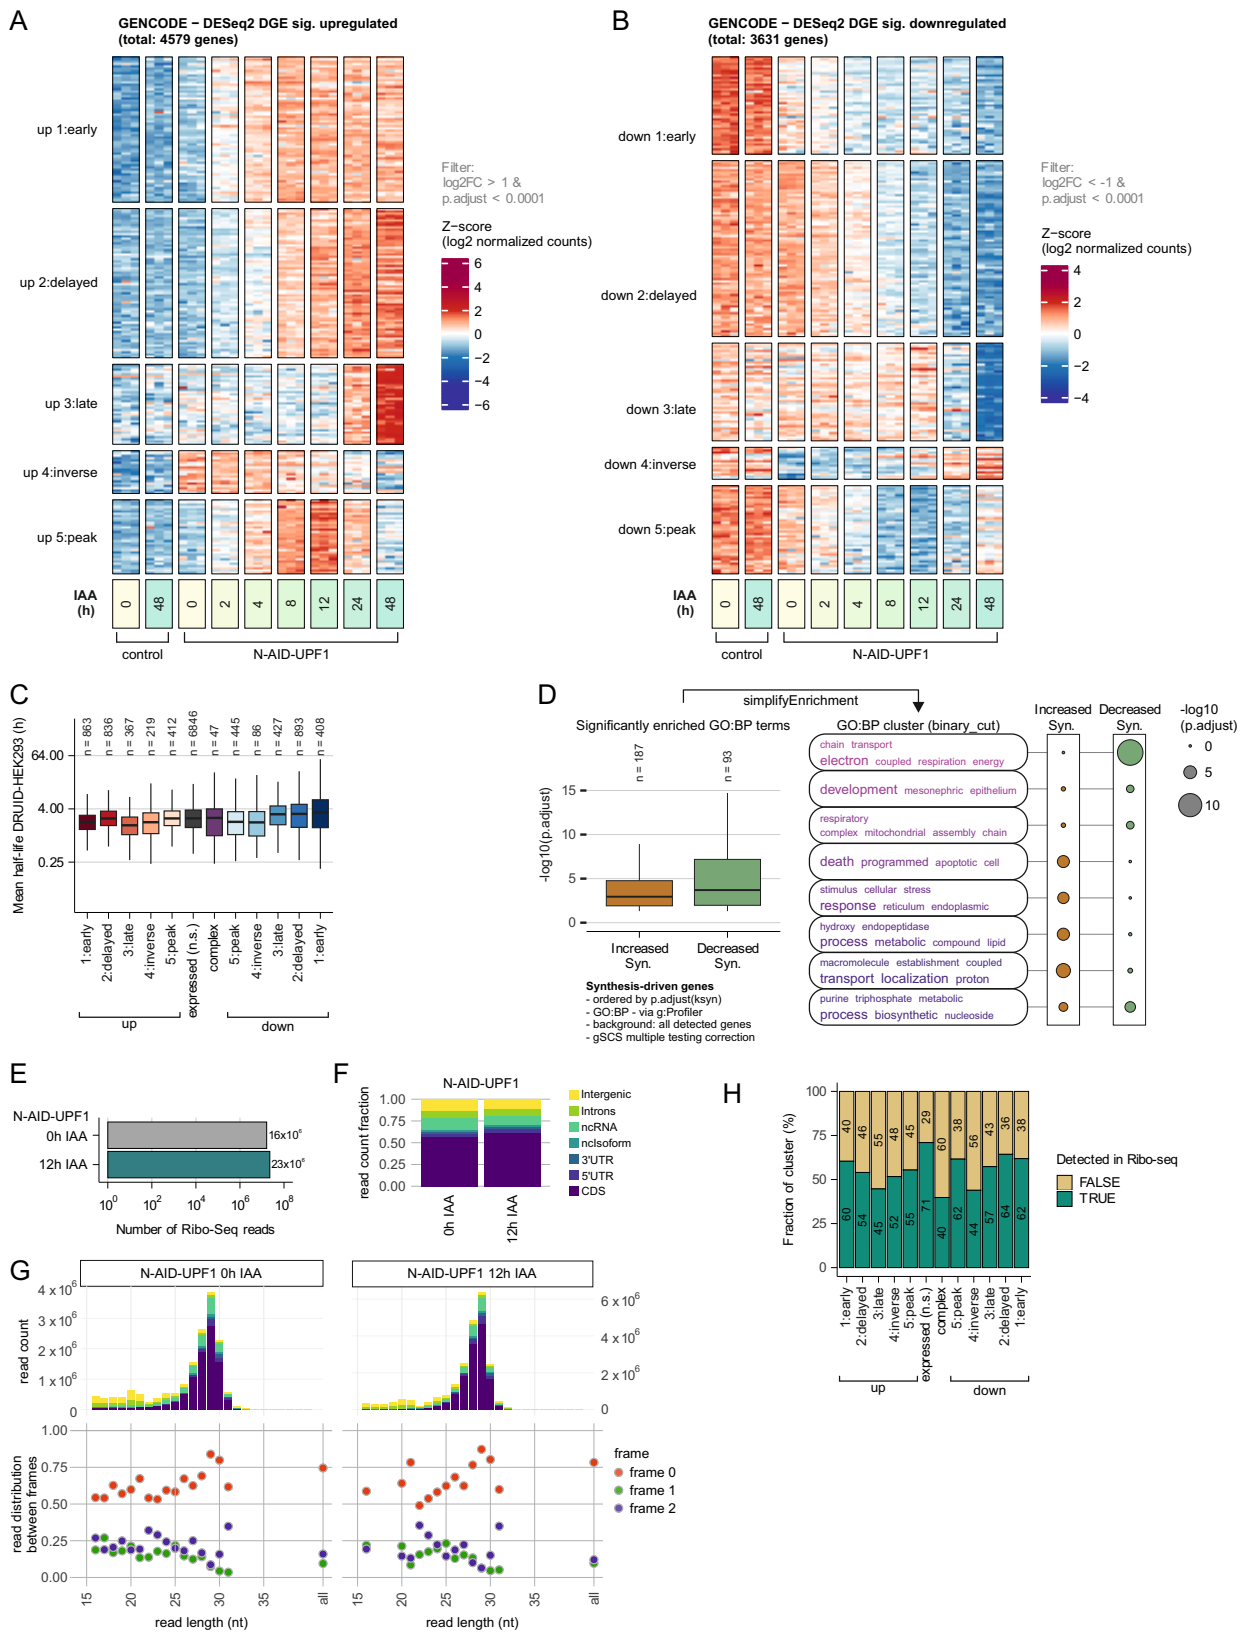 A
GENCODE – DESeq2 DGE sig. upregulated
(total: 4579 genes)
up 1:early
up 2:delayed
up 3:late
up 4:inverse
up 5:peak
IAA
(h)
0
48
0
2
4
8
12
24
48
control
N-AID-UPF1
Filter:
log2FC > 1 &
p.adjust < 0.0001
Z−score
(log2 normalized counts)
6
4
2
0
−2
−4
−6
B
GENCODE – DESeq2 DGE sig. downregulated
(total: 3631 genes)
down 1:early
down 2:delayed
down 3:late
down 4:inverse
down 5:peak
IAA
(h)
0
48
0
2
4
8
12
24
48
control
N-AID-UPF1
Filter:
log2FC < -1 &
p.adjust < 0.0001
Z−score
(log2 normalized counts)
4
2
0
−2
−4
C
Mean half-life DRUID-HEK293 (h)
64.00
4.00
0.25
n = 863
n = 836
n = 367
n = 219
n = 412
n = 6846
n = 47
n = 445
n = 86
n = 427
n = 893
n = 408
1:early
2:delayed
3:late
4:inverse
5:peak
expressed (n.s.)
complex
5:peak
4:inverse
3:late
2:delayed
1:early
up
down
D
simplifyEnrichment
Significantly enriched GO:BP terms
n = 187
n = 93
-log10(p.adjust)
15
10
5
0
Increased
Syn.
Decreased
Syn.
Synthesis-driven genes
- ordered by p.adjust(ksyn)
- GO:BP - via g:Profiler
- background: all detected genes
- gSCS multiple testing correction
GO:BP cluster (binary_cut)
chain transport
electron coupled respiration energy
development mesonephric epithelium
respiratory
complex mitochondrial assembly chain
death programmed apoptotic cell
stimulus cellular stress
response reticulum endoplasmic
hydroxy endopeptidase
process metabolic compound lipid
macromolecule establishment coupled
transport localization proton
purine triphosphate metabolic
process biosynthetic nucleoside
Increased
Syn.
Decreased
Syn.
-log10
(p.adjust)
0
5
10
E
N-AID-UPF1
0h IAA
12h IAA
16x10⁶
23x10⁶
10⁰
10²
10⁴
10⁶
10⁸
Number of Ribo-Seq reads
F
N-AID-UPF1
read count fraction
1.00
0.75
0.50
0.25
0.00
0h IAA
12h IAA
Intergenic
Introns
ncRNA
ncIsoform
3'UTR
5'UTR
CDS
H
Fraction of cluster (%)
100
75
50
25
0
40
46
55
48
45
29
60
38
56
43
36
38
60
54
45
52
55
71
40
62
44
57
64
62
1:early
2:delayed
3:late
4:inverse
5:peak
expressed (n.s.)
complex
5:peak
4:inverse
3:late
2:delayed
1:early
up
down
Detected in Ribo-seq
FALSE
TRUE
G
N-AID-UPF1 0h IAA
N-AID-UPF1 12h IAA
read count
4 x 10⁶
3 x 10⁶
2 x 10⁶
1 x 10⁶
0
6 x 10⁶
4 x 10⁶
2 x 10⁶
0
read distribution
between frames
1.00
0.75
0.50
0.25
0.00
15
20
25
30
35
all
read length (nt)
15
20
25
30
35
all
read length (nt)
frame
frame 0
frame 1
frame 2